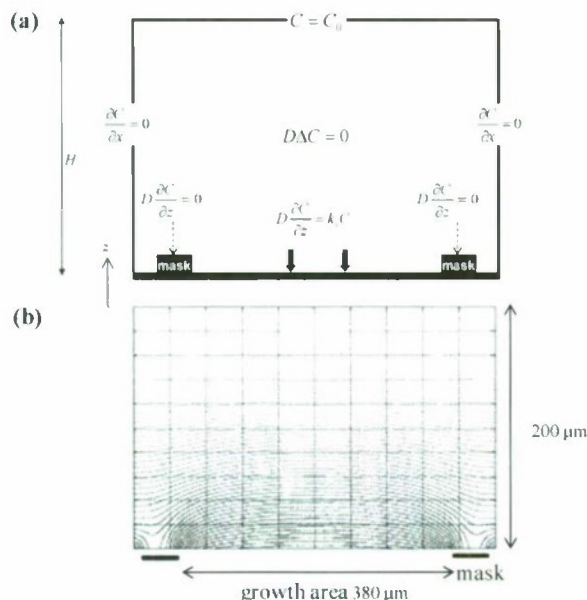 (a)
C = C₀
∂C/∂x = 0
∂C/∂x = 0
DΔC = 0
H
D ∂C/∂z = 0
D ∂C/∂z = k_s C
D ∂C/∂z = 0
z
mask
mask
(b)
200 μm
mask
growth area 380 μm